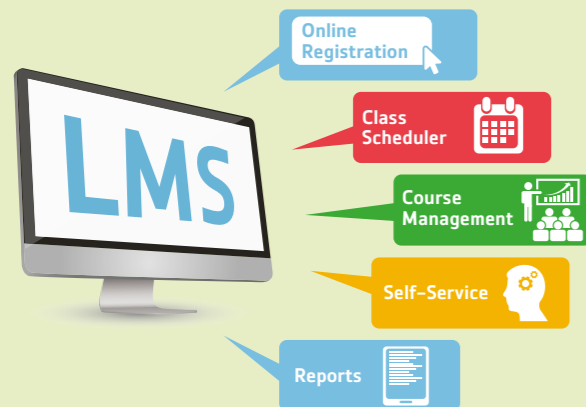 LMS
Online
Registration
Class
Scheduler
Course
Management
Self-Service
Reports